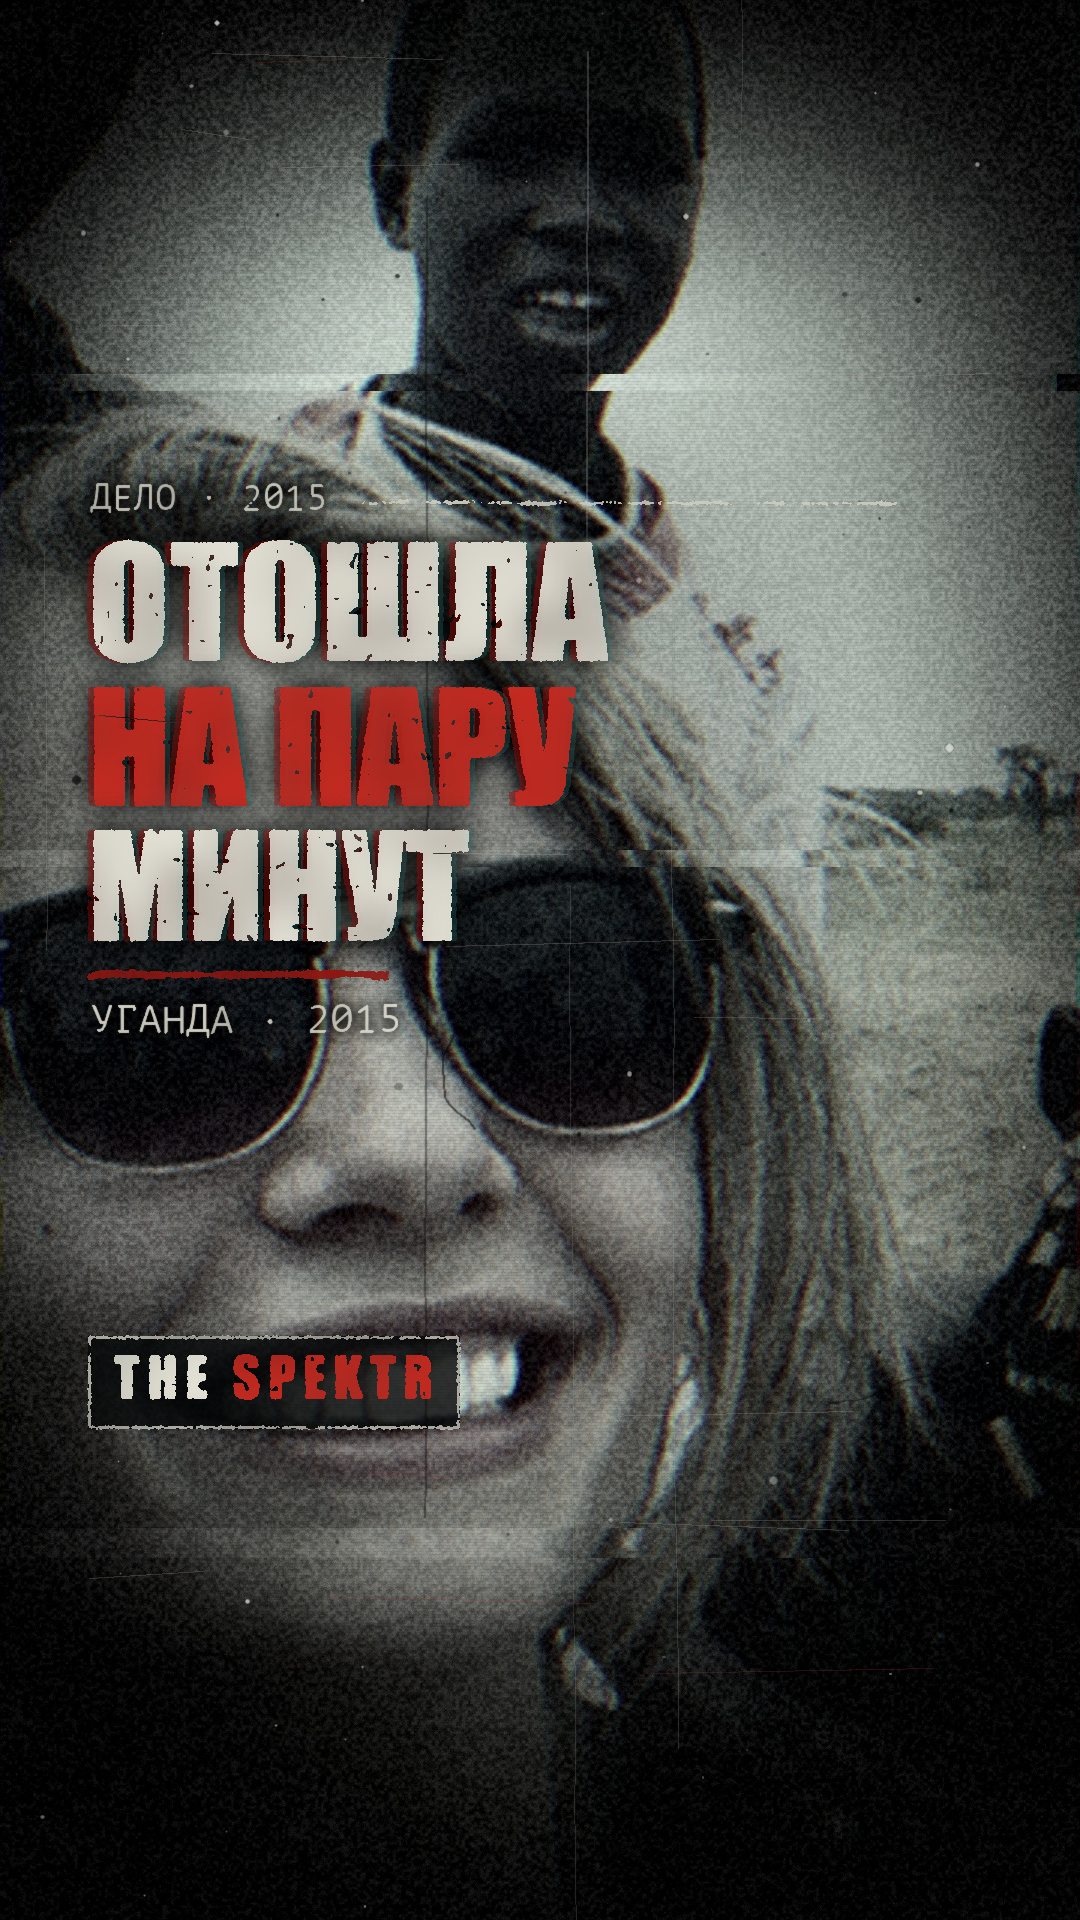 ДЕЛО · 2015
ОТОШЛА
НА ПАРУ
МИНУТ
УГАНДА · 2015
THE SPEKTR